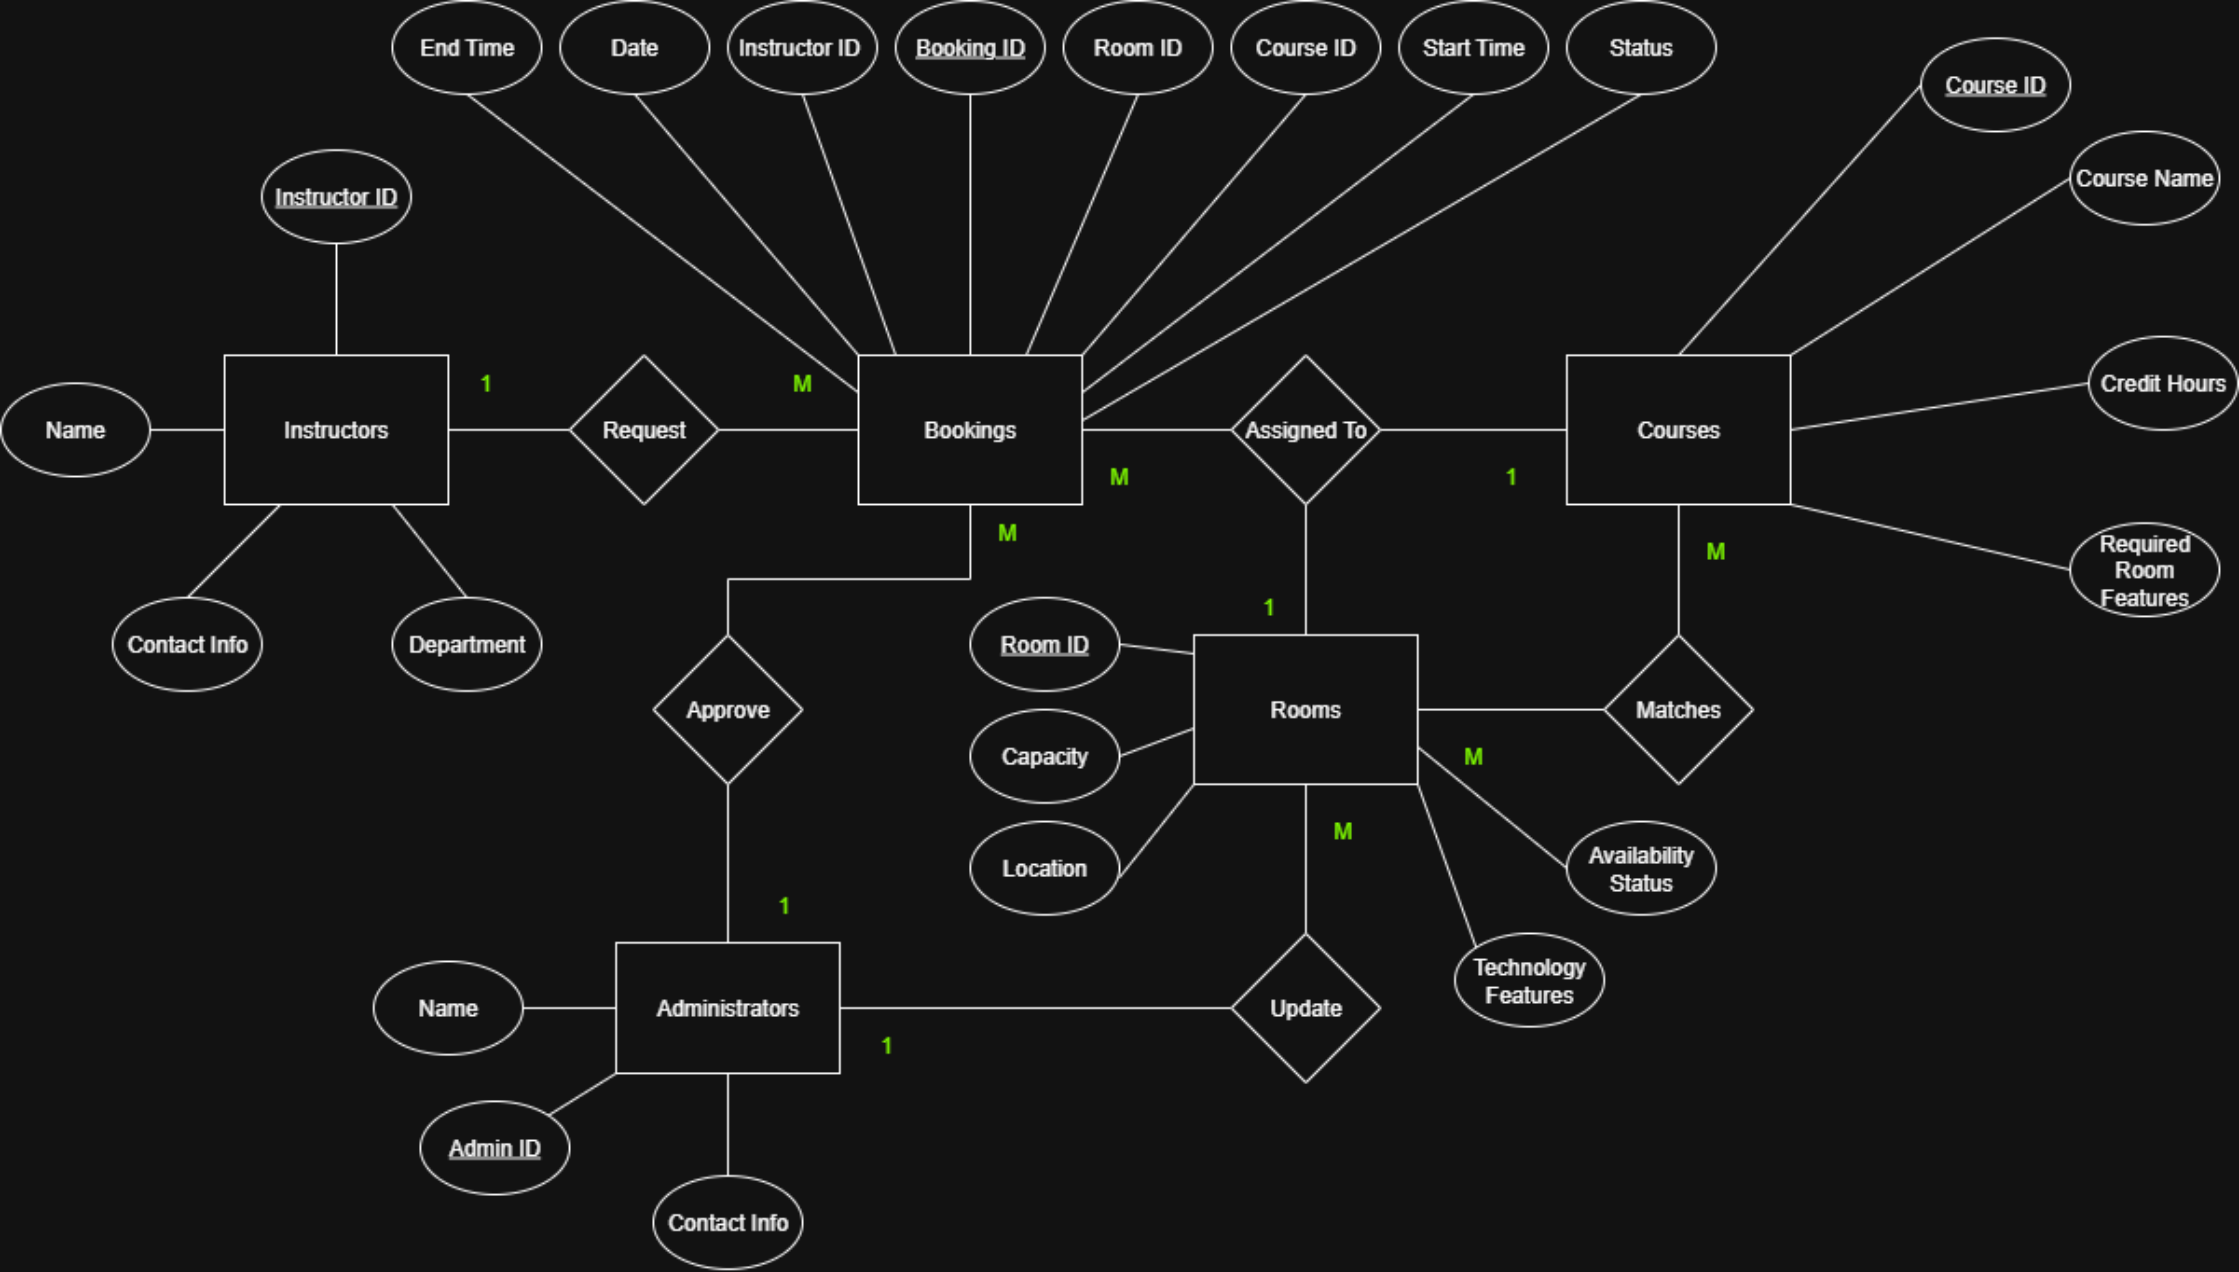 End Time
Date
Instructor ID
Booking ID
Room ID
Course ID
Start Time
Status
Course ID
Course Name
Instructor ID
1
M
Credit Hours
Name
Instructors
Request
Bookings
Assigned To
Courses
M
1
M
M
Required
Room
Features
1
Contact Info
Department
Room ID
Approve
Rooms
Matches
Capacity
M
M
Location
Availability
Status
1
Technology
Features
Name
Administrators
Update
1
Admin ID
Contact Info